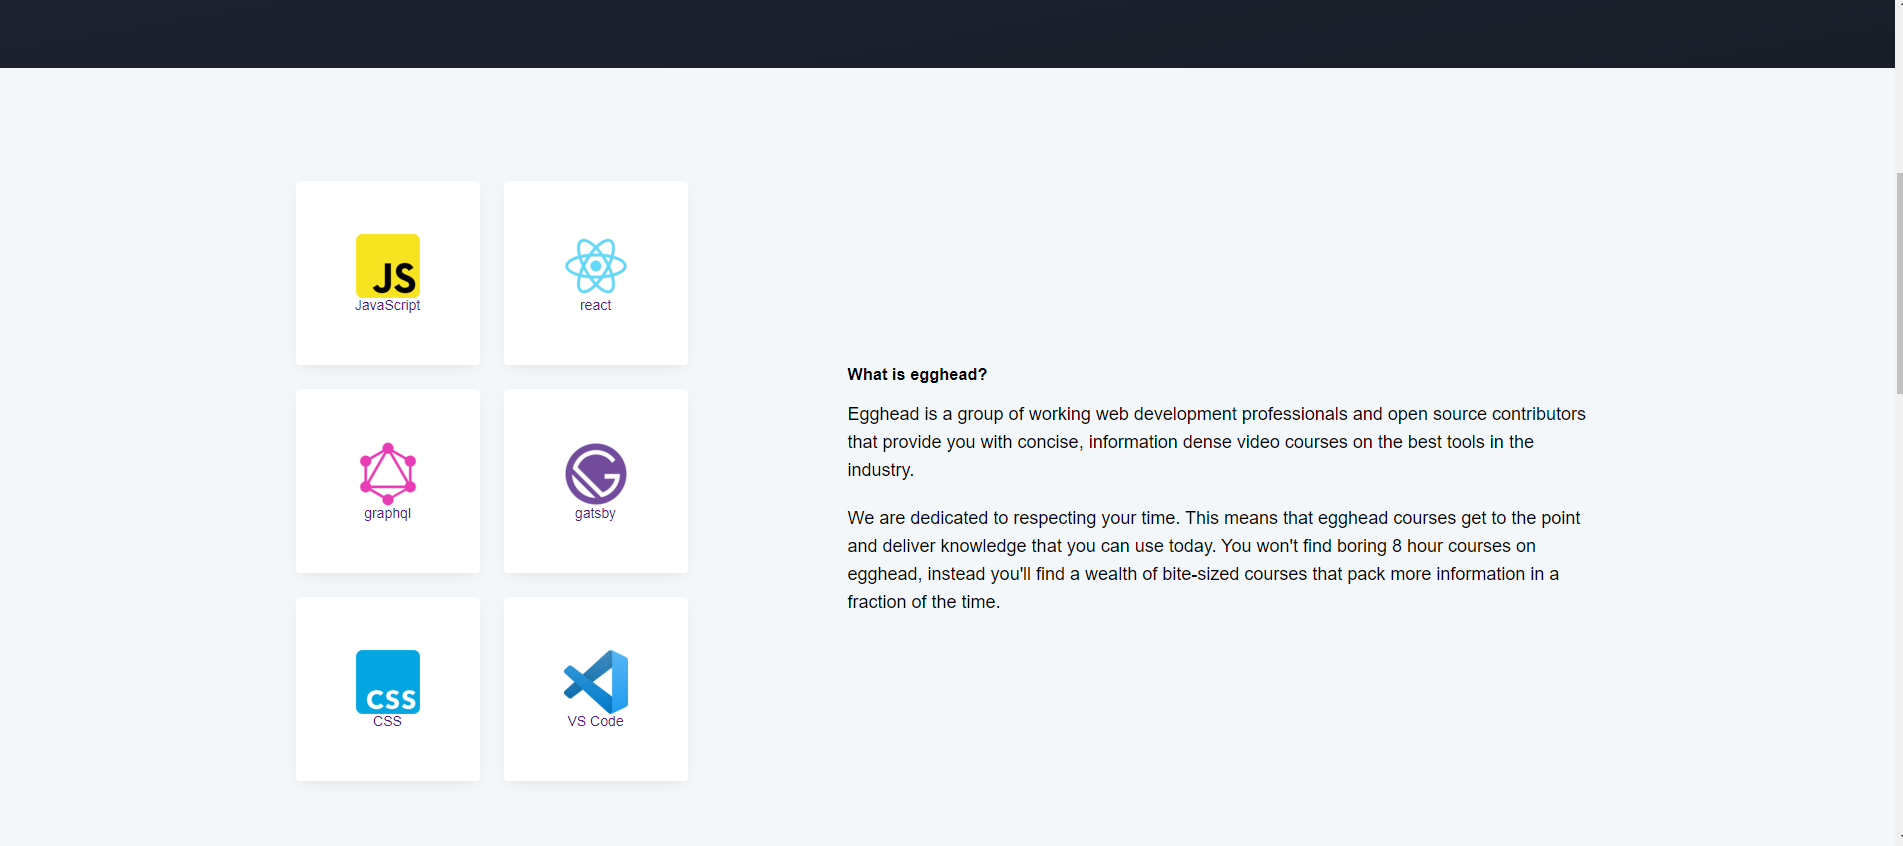 JS
JavaScript
react
graphql
gatsby
CSS
CSS
VS Code
What is egghead?
Egghead is a group of working web development professionals and open source contributors
that provide you with concise, information dense video courses on the best tools in the
industry.
We are dedicated to respecting your time. This means that egghead courses get to the point
and deliver knowledge that you can use today. You won't find boring 8 hour courses on
egghead, instead you'll find a wealth of bite-sized courses that pack more information in a
fraction of the time.